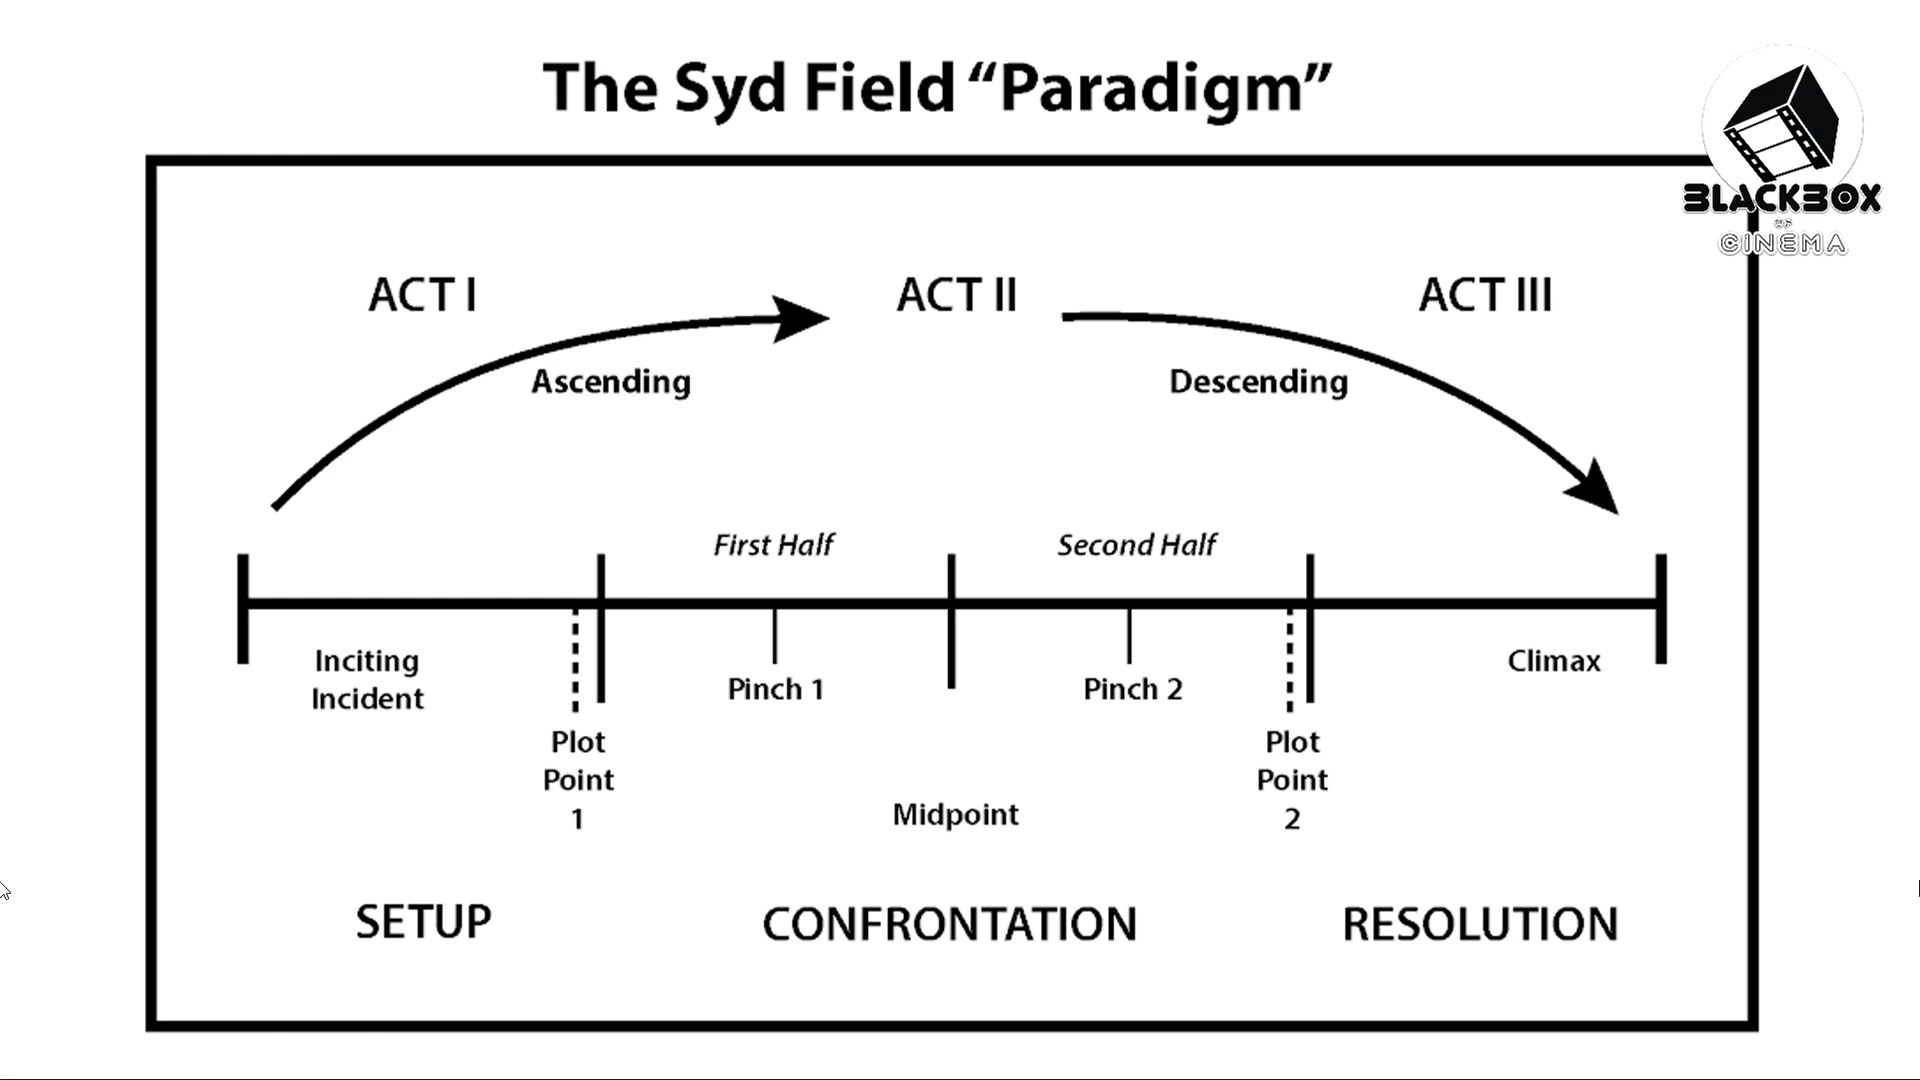 The Syd Field “Paradigm”
BLACKBOX
OF
CINEMA
ACT I
ACT II
ACT III
Ascending
Descending
First Half
Second Half
Inciting
Incident
Climax
Pinch 1
Pinch 2
Plot
Point
1
Midpoint
Plot
Point
2
SETUP
CONFRONTATION
RESOLUTION